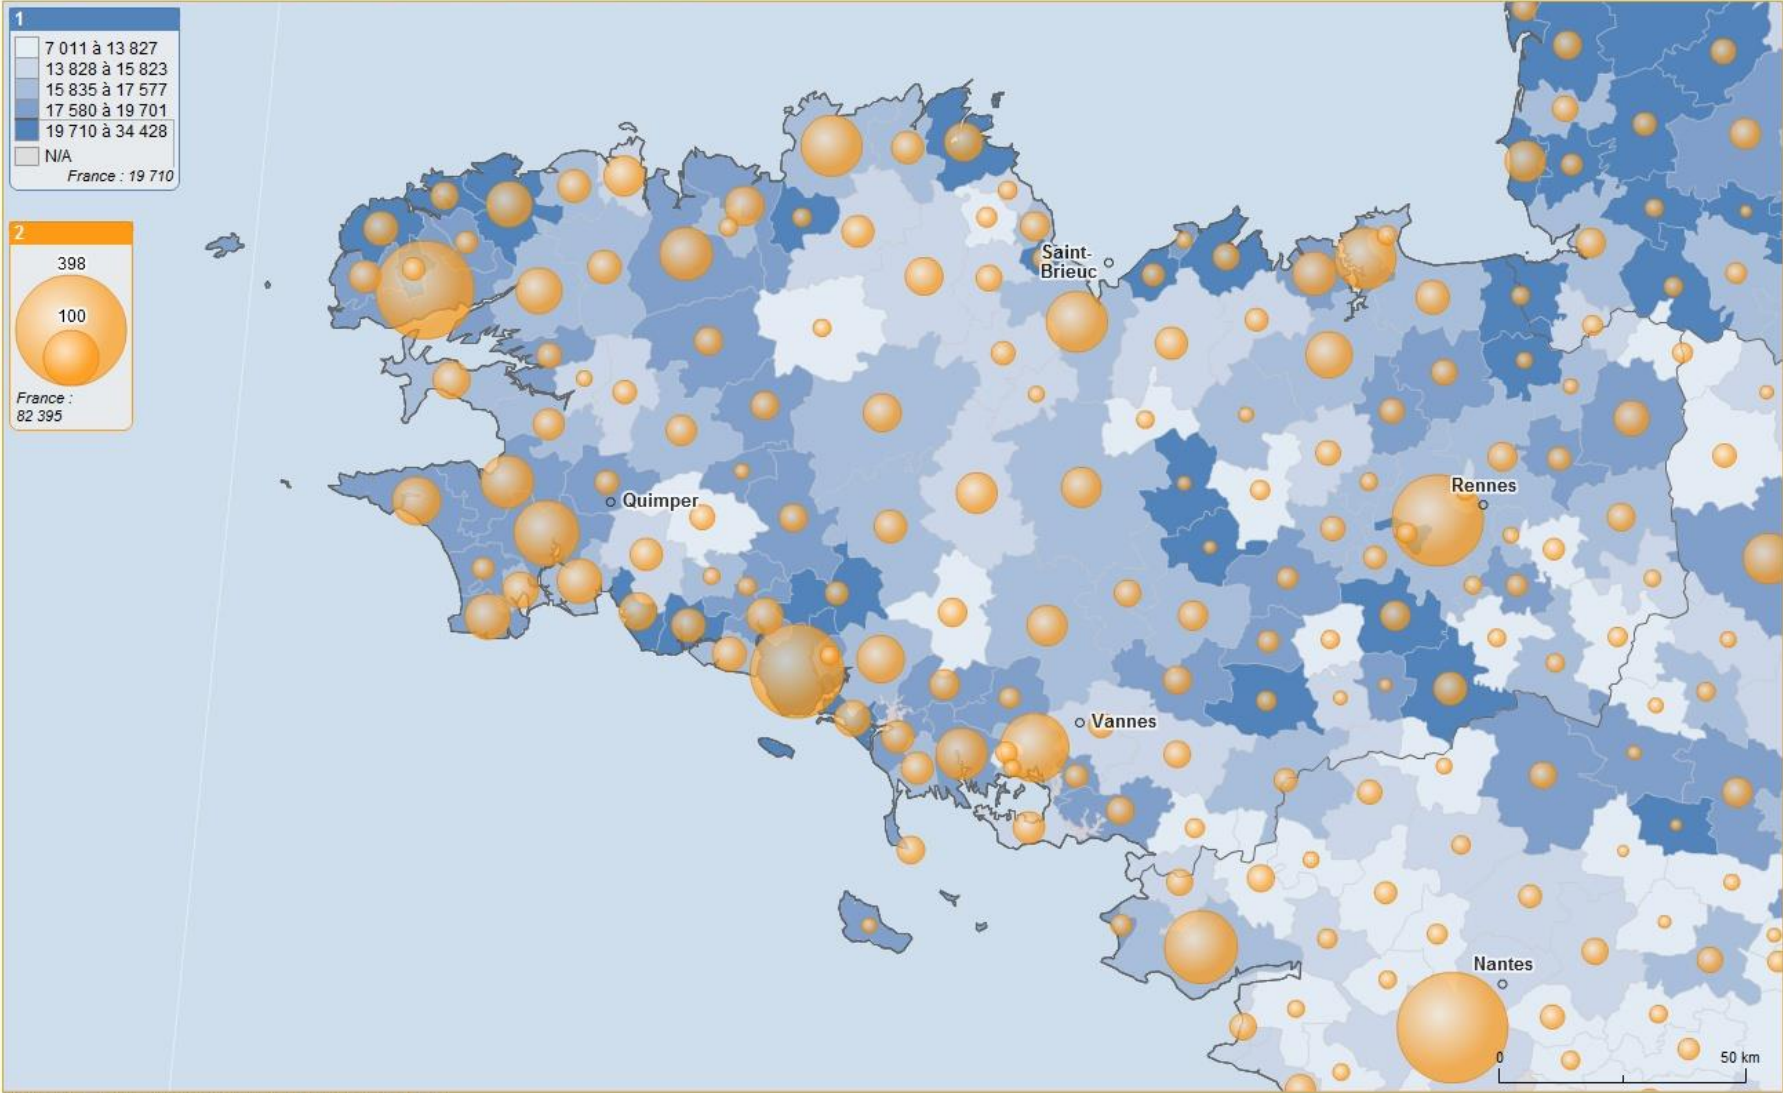 1
7 011 à 13 827
13 828 à 15 823
15 835 à 17 577
17 580 à 19 701
19 710 à 34 428
N/A
France : 19 710
2
398
100
France :
82 395
Saint-
Brieuc
Rennes
Quimper
Vannes
Nantes
0
50 km